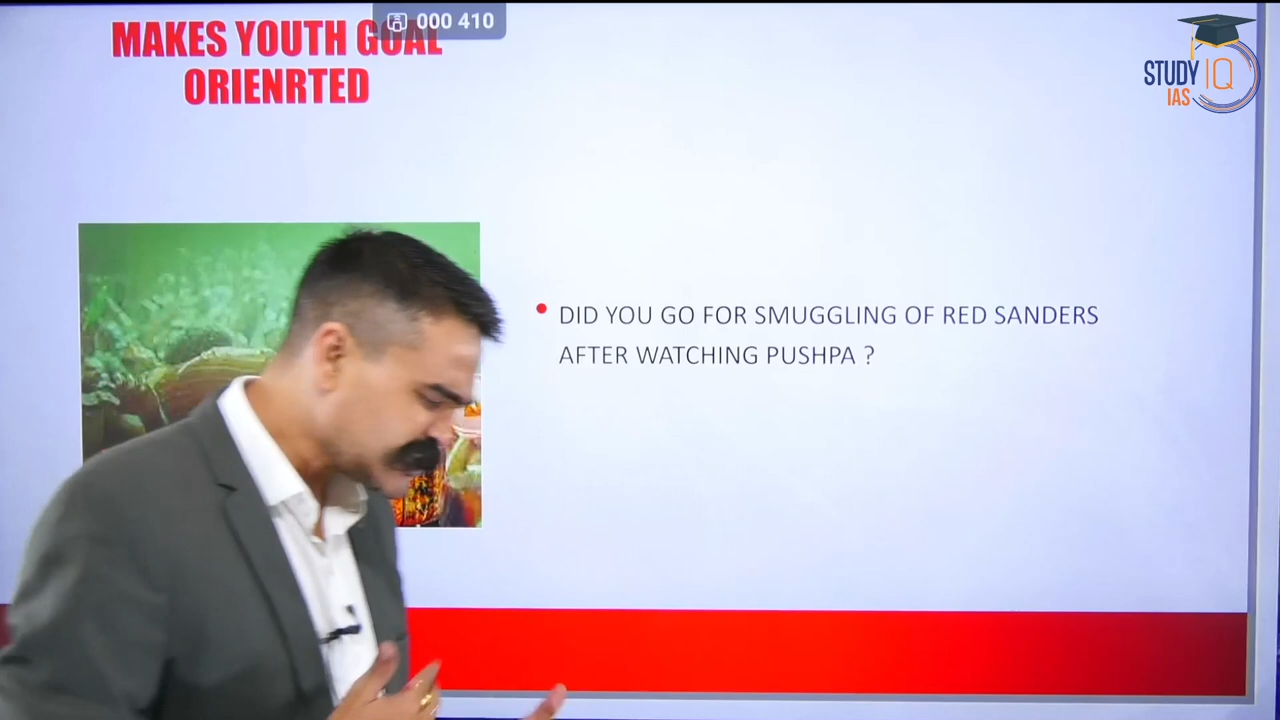 MAKES YOUTH GOAL
ORIENRTED
000 410
STUDY IQ
IAS
• DID YOU GO FOR SMUGGLING OF RED SANDERS
AFTER WATCHING PUSHPA ?